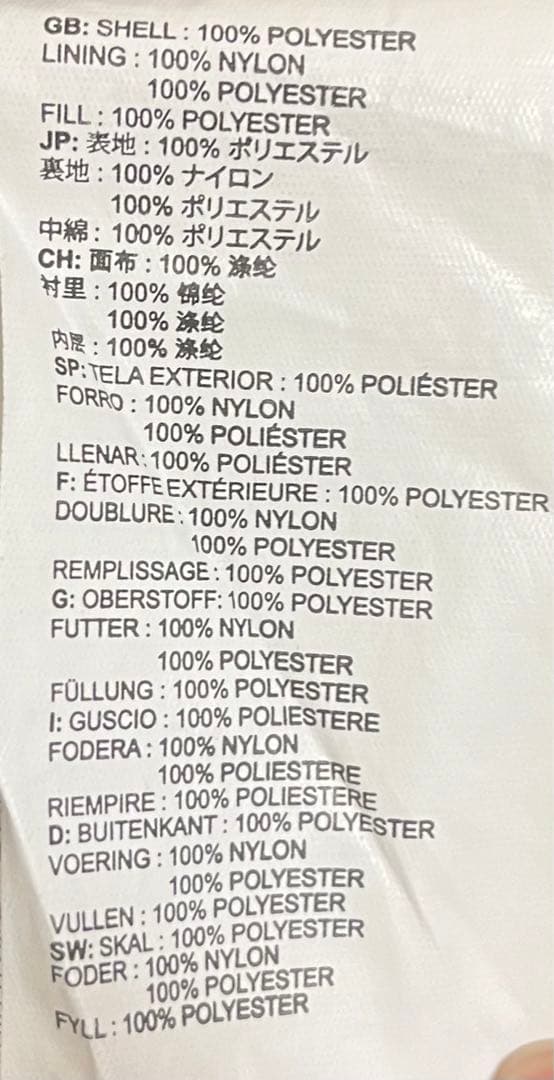 GB: SHELL : 100% POLYESTER
LINING : 100% NYLON
100% POLYESTER
FILL : 100% POLYESTER
JP: 表地 : 100% ポリエステル
裏地 : 100% ナイロン
100% ポリエステル
中綿 : 100% ポリエステル
CH: 面布 : 100% 涤纶
衬里 : 100% 锦纶
100% 涤纶
内层 : 100% 涤纶
SP: TELA EXTERIOR : 100% POLIÉSTER
FORRO : 100% NYLON
100% POLIÉSTER
LLENAR: 100% POLIÉSTER
F: ÉTOFFE EXTÉRIEURE : 100% POLYESTER
DOUBLURE: 100% NYLON
100% POLYESTER
REMPLISSAGE : 100% POLYESTER
G: OBERSTOFF: 100% POLYESTER
FUTTER : 100% NYLON
100% POLYESTER
FÜLLUNG : 100% POLYESTER
I: GUSCIO : 100% POLIESTERE
FODERA : 100% NYLON
100% POLIESTERE
RIEMPIRE : 100% POLIESTERE
D: BUITENKANT : 100% POLYESTER
VOERING : 100% NYLON
100% POLYESTER
VULLEN : 100% POLYESTER
SW: SKAL : 100% POLYESTER
FODER : 100% NYLON
100% POLYESTER
FYLL : 100% POLYESTER